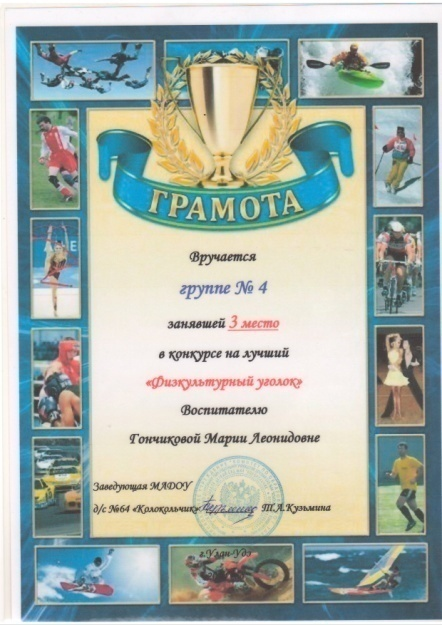 ГРАМОТА
Вручается
группе № 4
занявшей 3 место
в конкурсе на лучший
«Физкультурный уголок»
Воспитателю
Гончиковой Марии Леонидовне
Заведующая МАДОУ
д/с №64 «Колокольчик»: Т.А.Кузьмина
г.Улан-Удэ